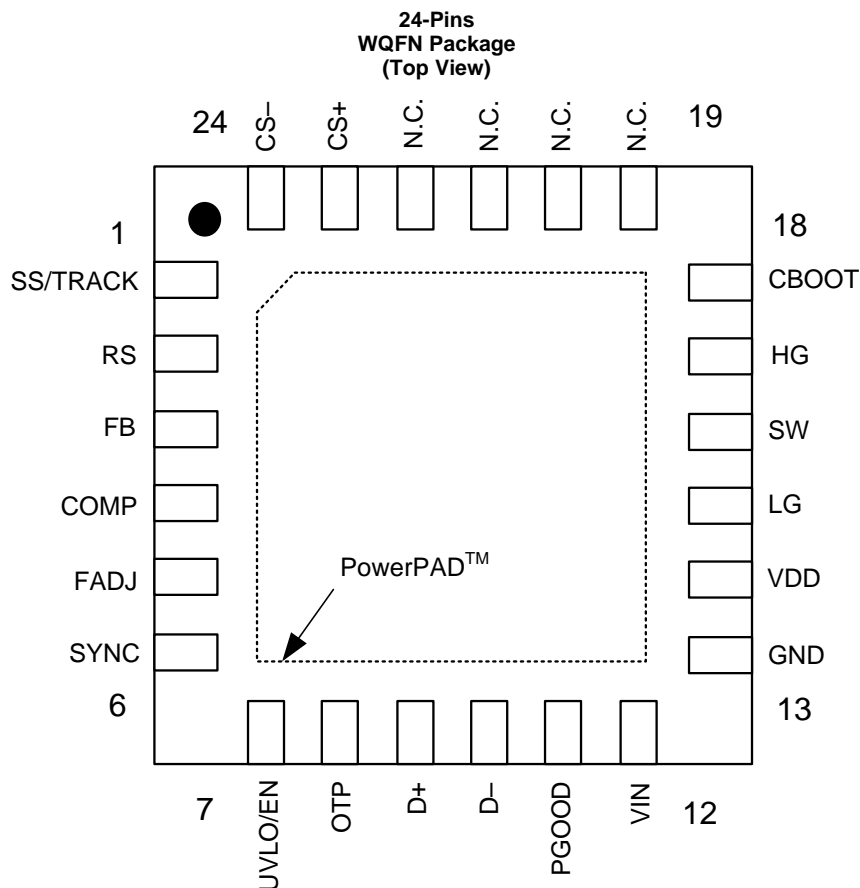 24-Pins
WQFN Package
(Top View)
24
CS–
CS+
N.C.
N.C.
N.C.
N.C.
19
1
18
SS/TRACK
CBOOT
RS
HG
FB
SW
COMP
LG
FADJ
PowerPAD™
VDD
SYNC
GND
6
13
7
UVLO/EN
OTP
D+
D–
PGOOD
VIN
12